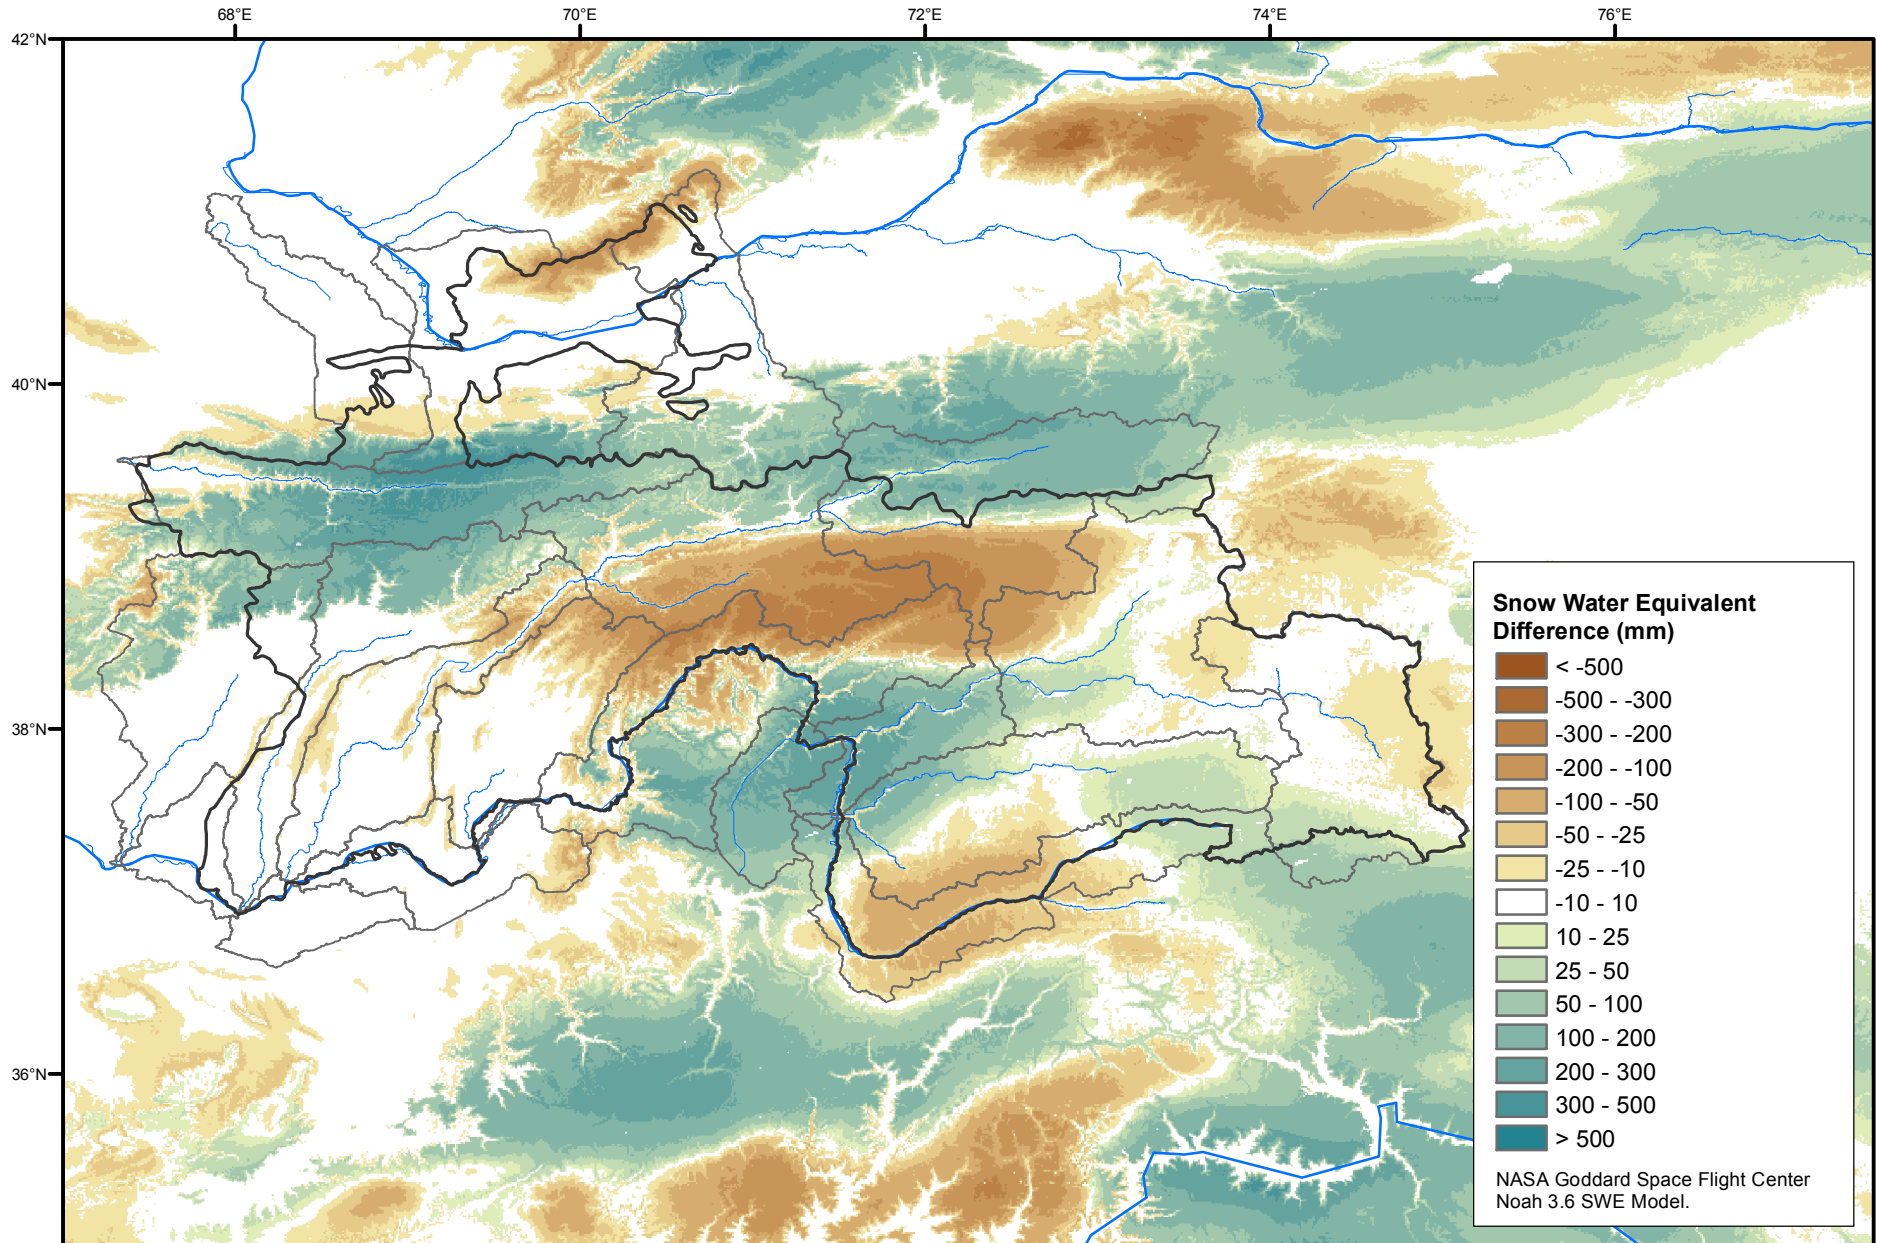 68°E 70°E 72°E 74°E 76°E
42°N
40°N
38°N
36°N
Snow Water Equivalent
Difference (mm)
< -500
-500 - -300
-300 - -200
-200 - -100
-100 - -50
-50 - -25
-25 - -10
-10 - 10
10 - 25
25 - 50
50 - 100
100 - 200
200 - 300
300 - 500
> 500
NASA Goddard Space Flight Center
Noah 3.6 SWE Model.